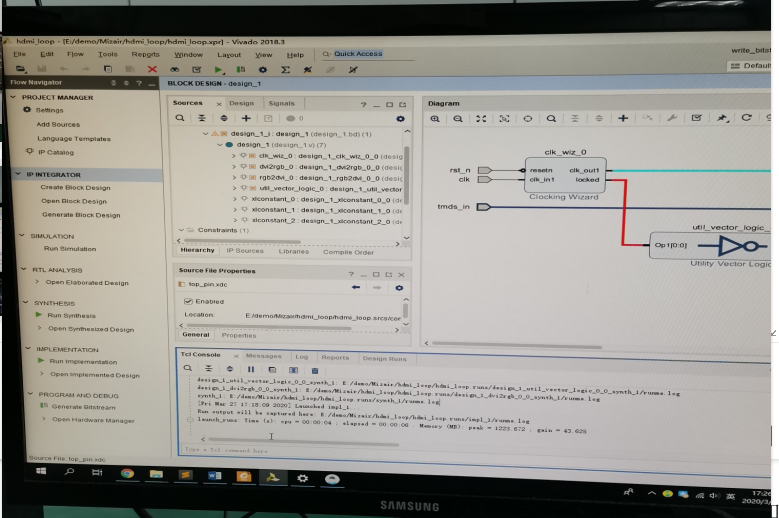 hdmi_loop - [E:/demo/Mizair/hdmi_loop/hdmi_loop.xpr] - Vivado 2018.3
File Edit Flow Tools Reports Window Layout View Help Quick Access
write_bits
Default
Flow Navigator
PROJECT MANAGER
Settings
Add Sources
Language Templates
IP Catalog
IP INTEGRATOR
Create Block Design
Open Block Design
Generate Block Design
SIMULATION
Run Simulation
RTL ANALYSIS
Open Elaborated Design
SYNTHESIS
Run Synthesis
Open Synthesized Design
IMPLEMENTATION
Run Implementation
Open Implemented Design
PROGRAM AND DEBUG
Generate Bitstream
Open Hardware Manager
Source File: top_pin.xdc
BLOCK DESIGN - design_1
Sources Design Signals
0
design_1_i : design_1 (design_1.bd) (1)
design_1 (design_1.v) (7)
clk_wiz_0 : design_1_clk_wiz_0_0 (desig
dvi2rgb_0 : design_1_dvi2rgb_0_0 (desig
rgb2dvi_0 : design_1_rgb2dvi_0_0 (desig
util_vector_logic_0 : design_1_util_vector
xlconstant_0 : design_1_xlconstant_0_0 (de
xlconstant_1 : design_1_xlconstant_1_0 (de
xlconstant_2 : design_1_xlconstant_2_0 (de
Constraints (1)
Hierarchy IP Sources Libraries Compile Order
Source File Properties
top_pin.xdc
Enabled
Location: E:/demo/Mizair/hdmi_loop/hdmi_loop.srcs/con
General Properties
Diagram
clk_wiz_0
rst_n
clk
resetn
clk_in1
clk_out1
locked
Clocking Wizard
tmds_in
util_vector_logic_
Op1[0:0]
Utility Vector Logic
Tcl Console Messages Log Reports Design Runs
design_1_util_vector_logic_0_0_synth_1: E:/demo/Mizair/hdmi_loop/hdmi_loop.runs/design_1_util_vector_logic_0_0_synth_1/runme.log
design_1_dvi2rgb_0_0_synth_1: E:/demo/Mizair/hdmi_loop/hdmi_loop.runs/design_1_dvi2rgb_0_0_synth_1/runme.log
synth_1: E:/demo/Mizair/hdmi_loop/hdmi_loop.runs/synth_1/runme.log
[Fri Mar 27 17:18:09 2020] Launched impl_1...
Run output will be captured here: E:/demo/Mizair/hdmi_loop/hdmi_loop.runs/impl_1/runme.log
launch_runs: Time (s): cpu = 00:00:04 ; elapsed = 00:00:06 . Memory (MB): peak = 1223.672 ; gain = 43.628
Type a Tcl command here
英
17:26
2020/3/
SAMSUNG